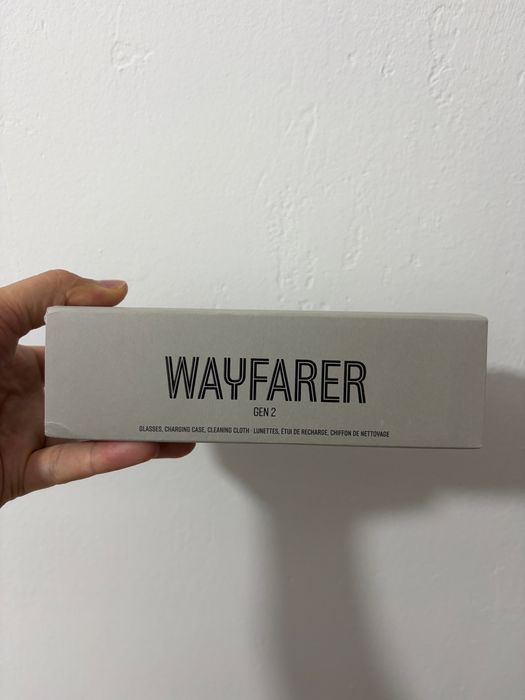 WAYFARER
GEN 2
GLASSES, CHARGING CASE, CLEANING CLOTH · LUNETTES, ÉTUI DE RECHARGE, CHIFFON DE NETTOYAGE